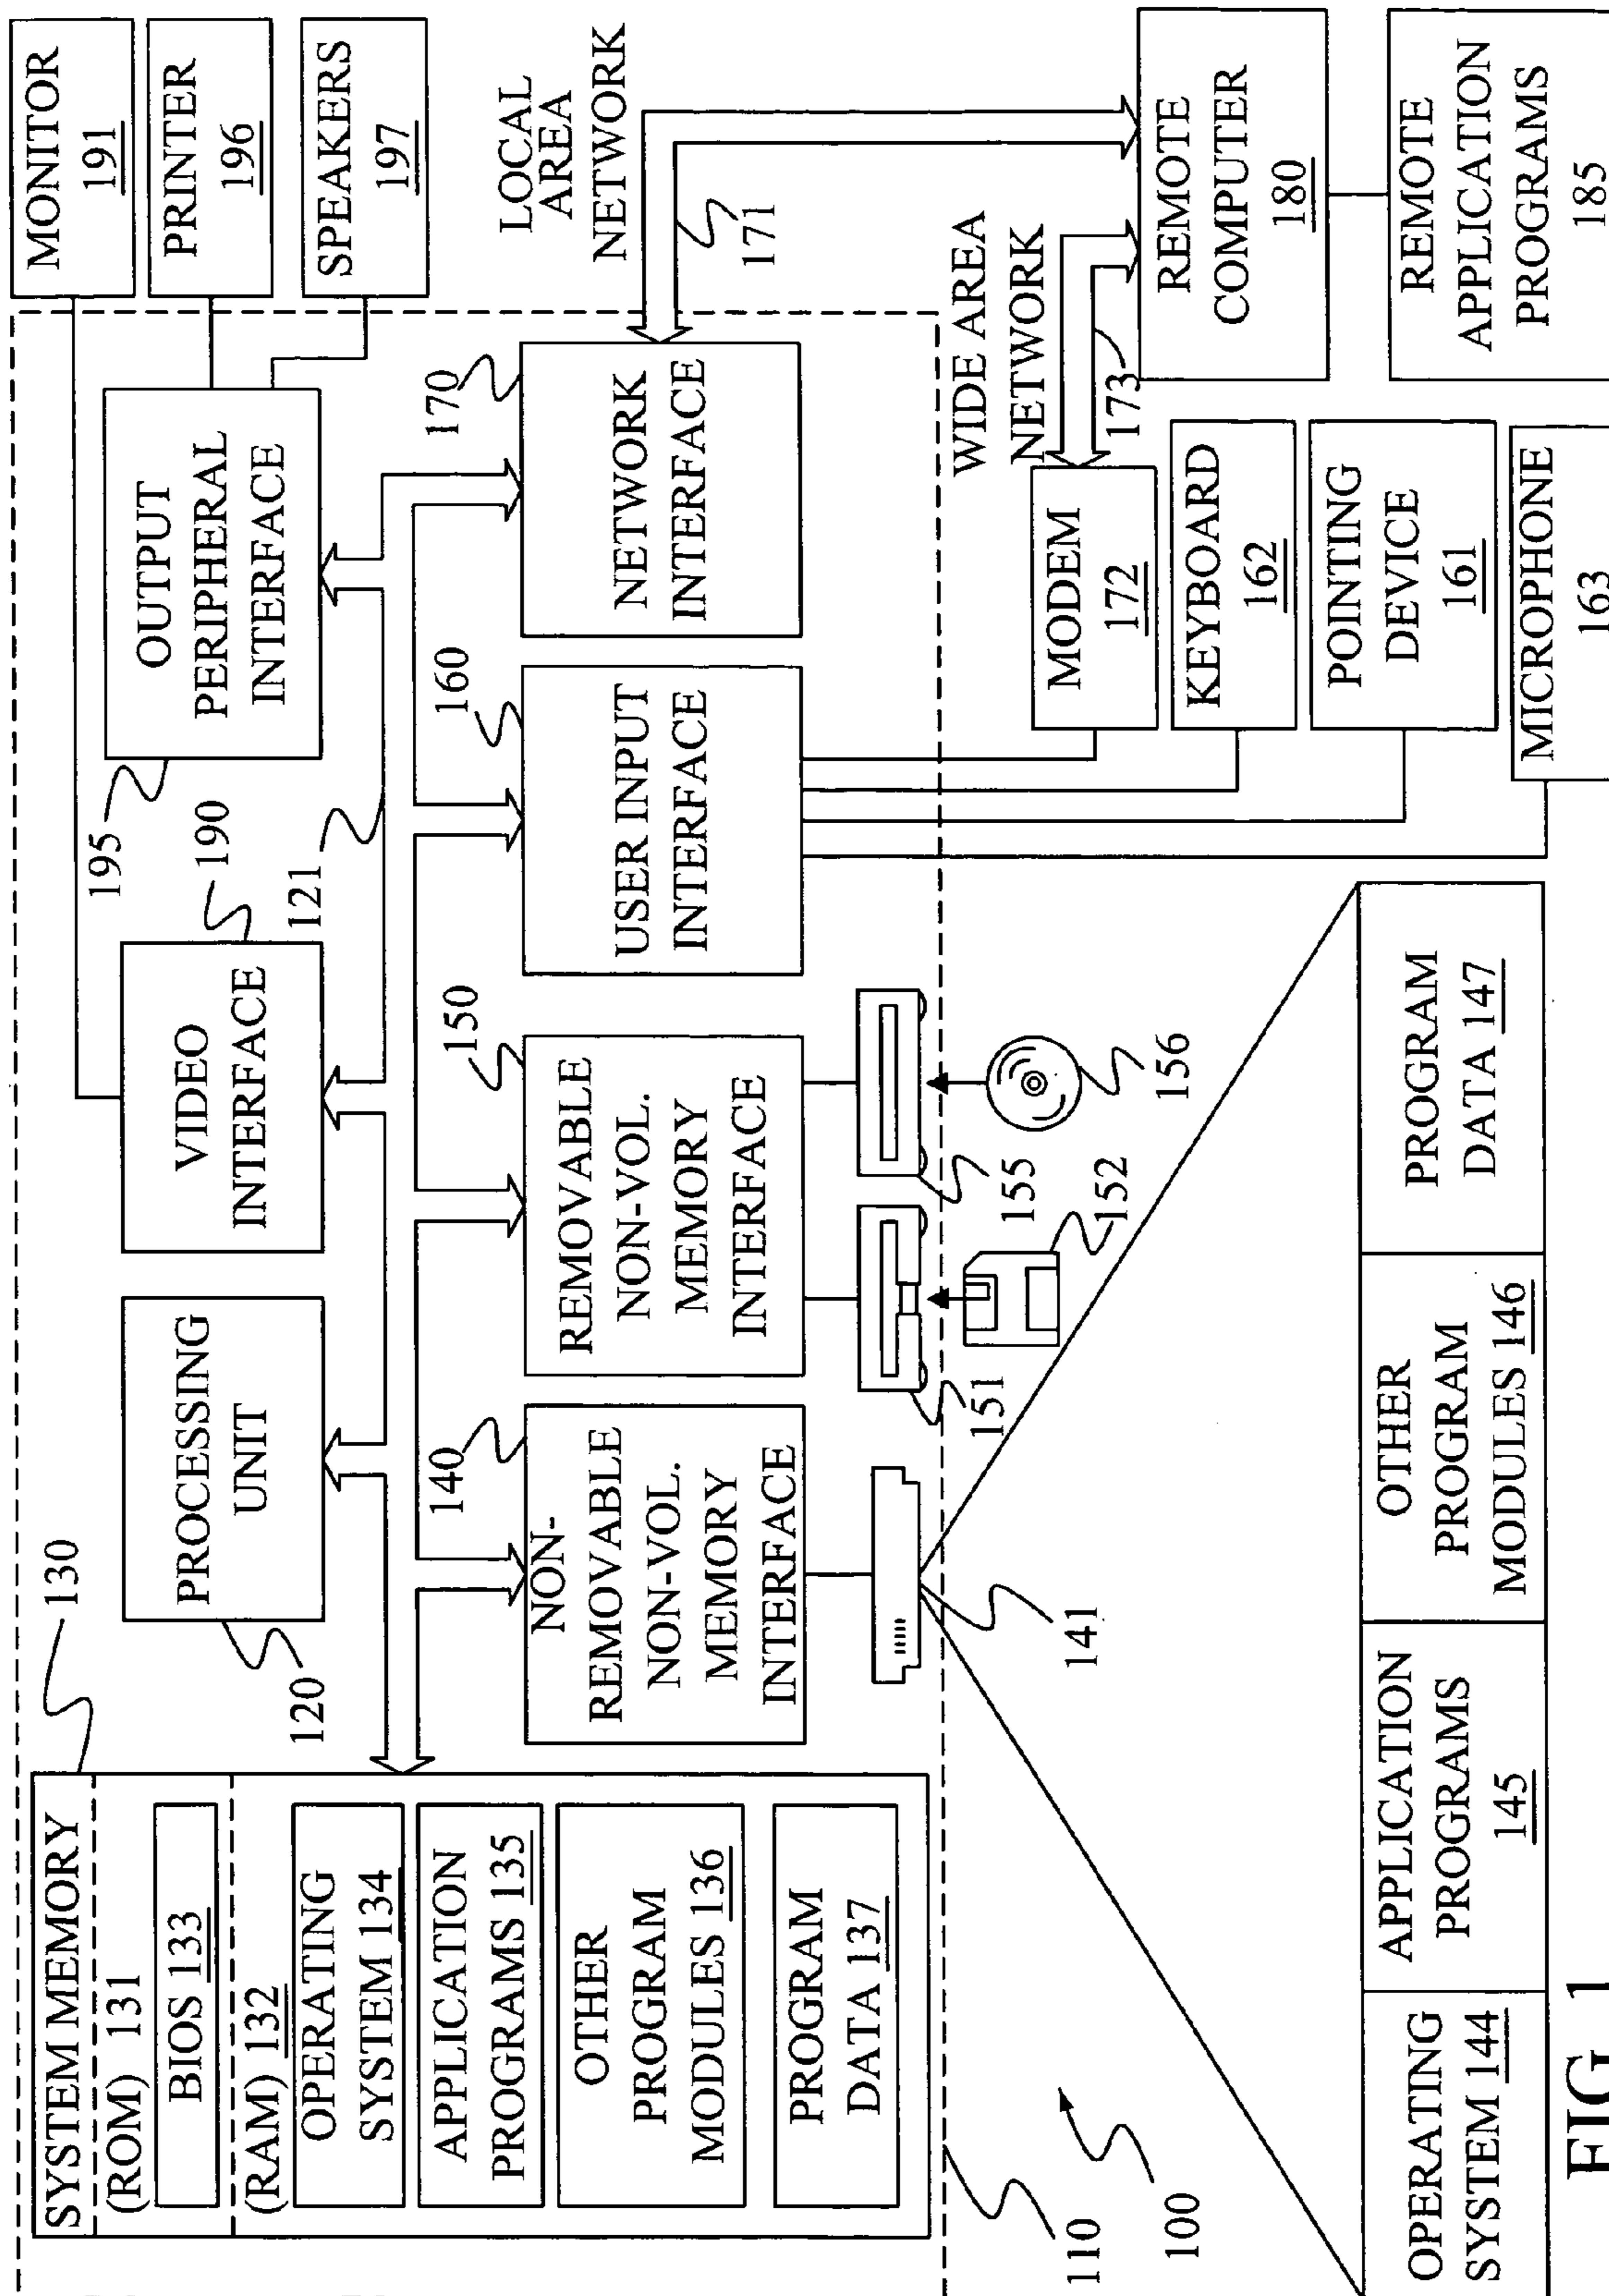 SYSTEM MEMORY
(ROM) 131
BIOS 133
(RAM) 132
OPERATING
SYSTEM 134
APPLICATION
PROGRAMS 135
OTHER
PROGRAM
MODULES 136
PROGRAM
DATA 137
130
PROCESSING
UNIT
120
VIDEO
INTERFACE
190
121
OUTPUT
PERIPHERAL
INTERFACE
195
MONITOR
191
PRINTER
196
SPEAKERS
197
140
NON-
REMOVABLE
NON-VOL.
MEMORY
INTERFACE
150
REMOVABLE
NON-VOL.
MEMORY
INTERFACE
160
USER INPUT
INTERFACE
170
NETWORK
INTERFACE
LOCAL
AREA
NETWORK
171
141
151
152
155
156
WIDE AREA
NETWORK
173
MODEM
172
KEYBOARD
162
POINTING
DEVICE
161
MICROPHONE
163
REMOTE
COMPUTER
180
REMOTE
APPLICATION
PROGRAMS
185
110
100
OPERATING
SYSTEM 144
APPLICATION
PROGRAMS
145
OTHER
PROGRAM
MODULES 146
PROGRAM
DATA 147
FIG. 1